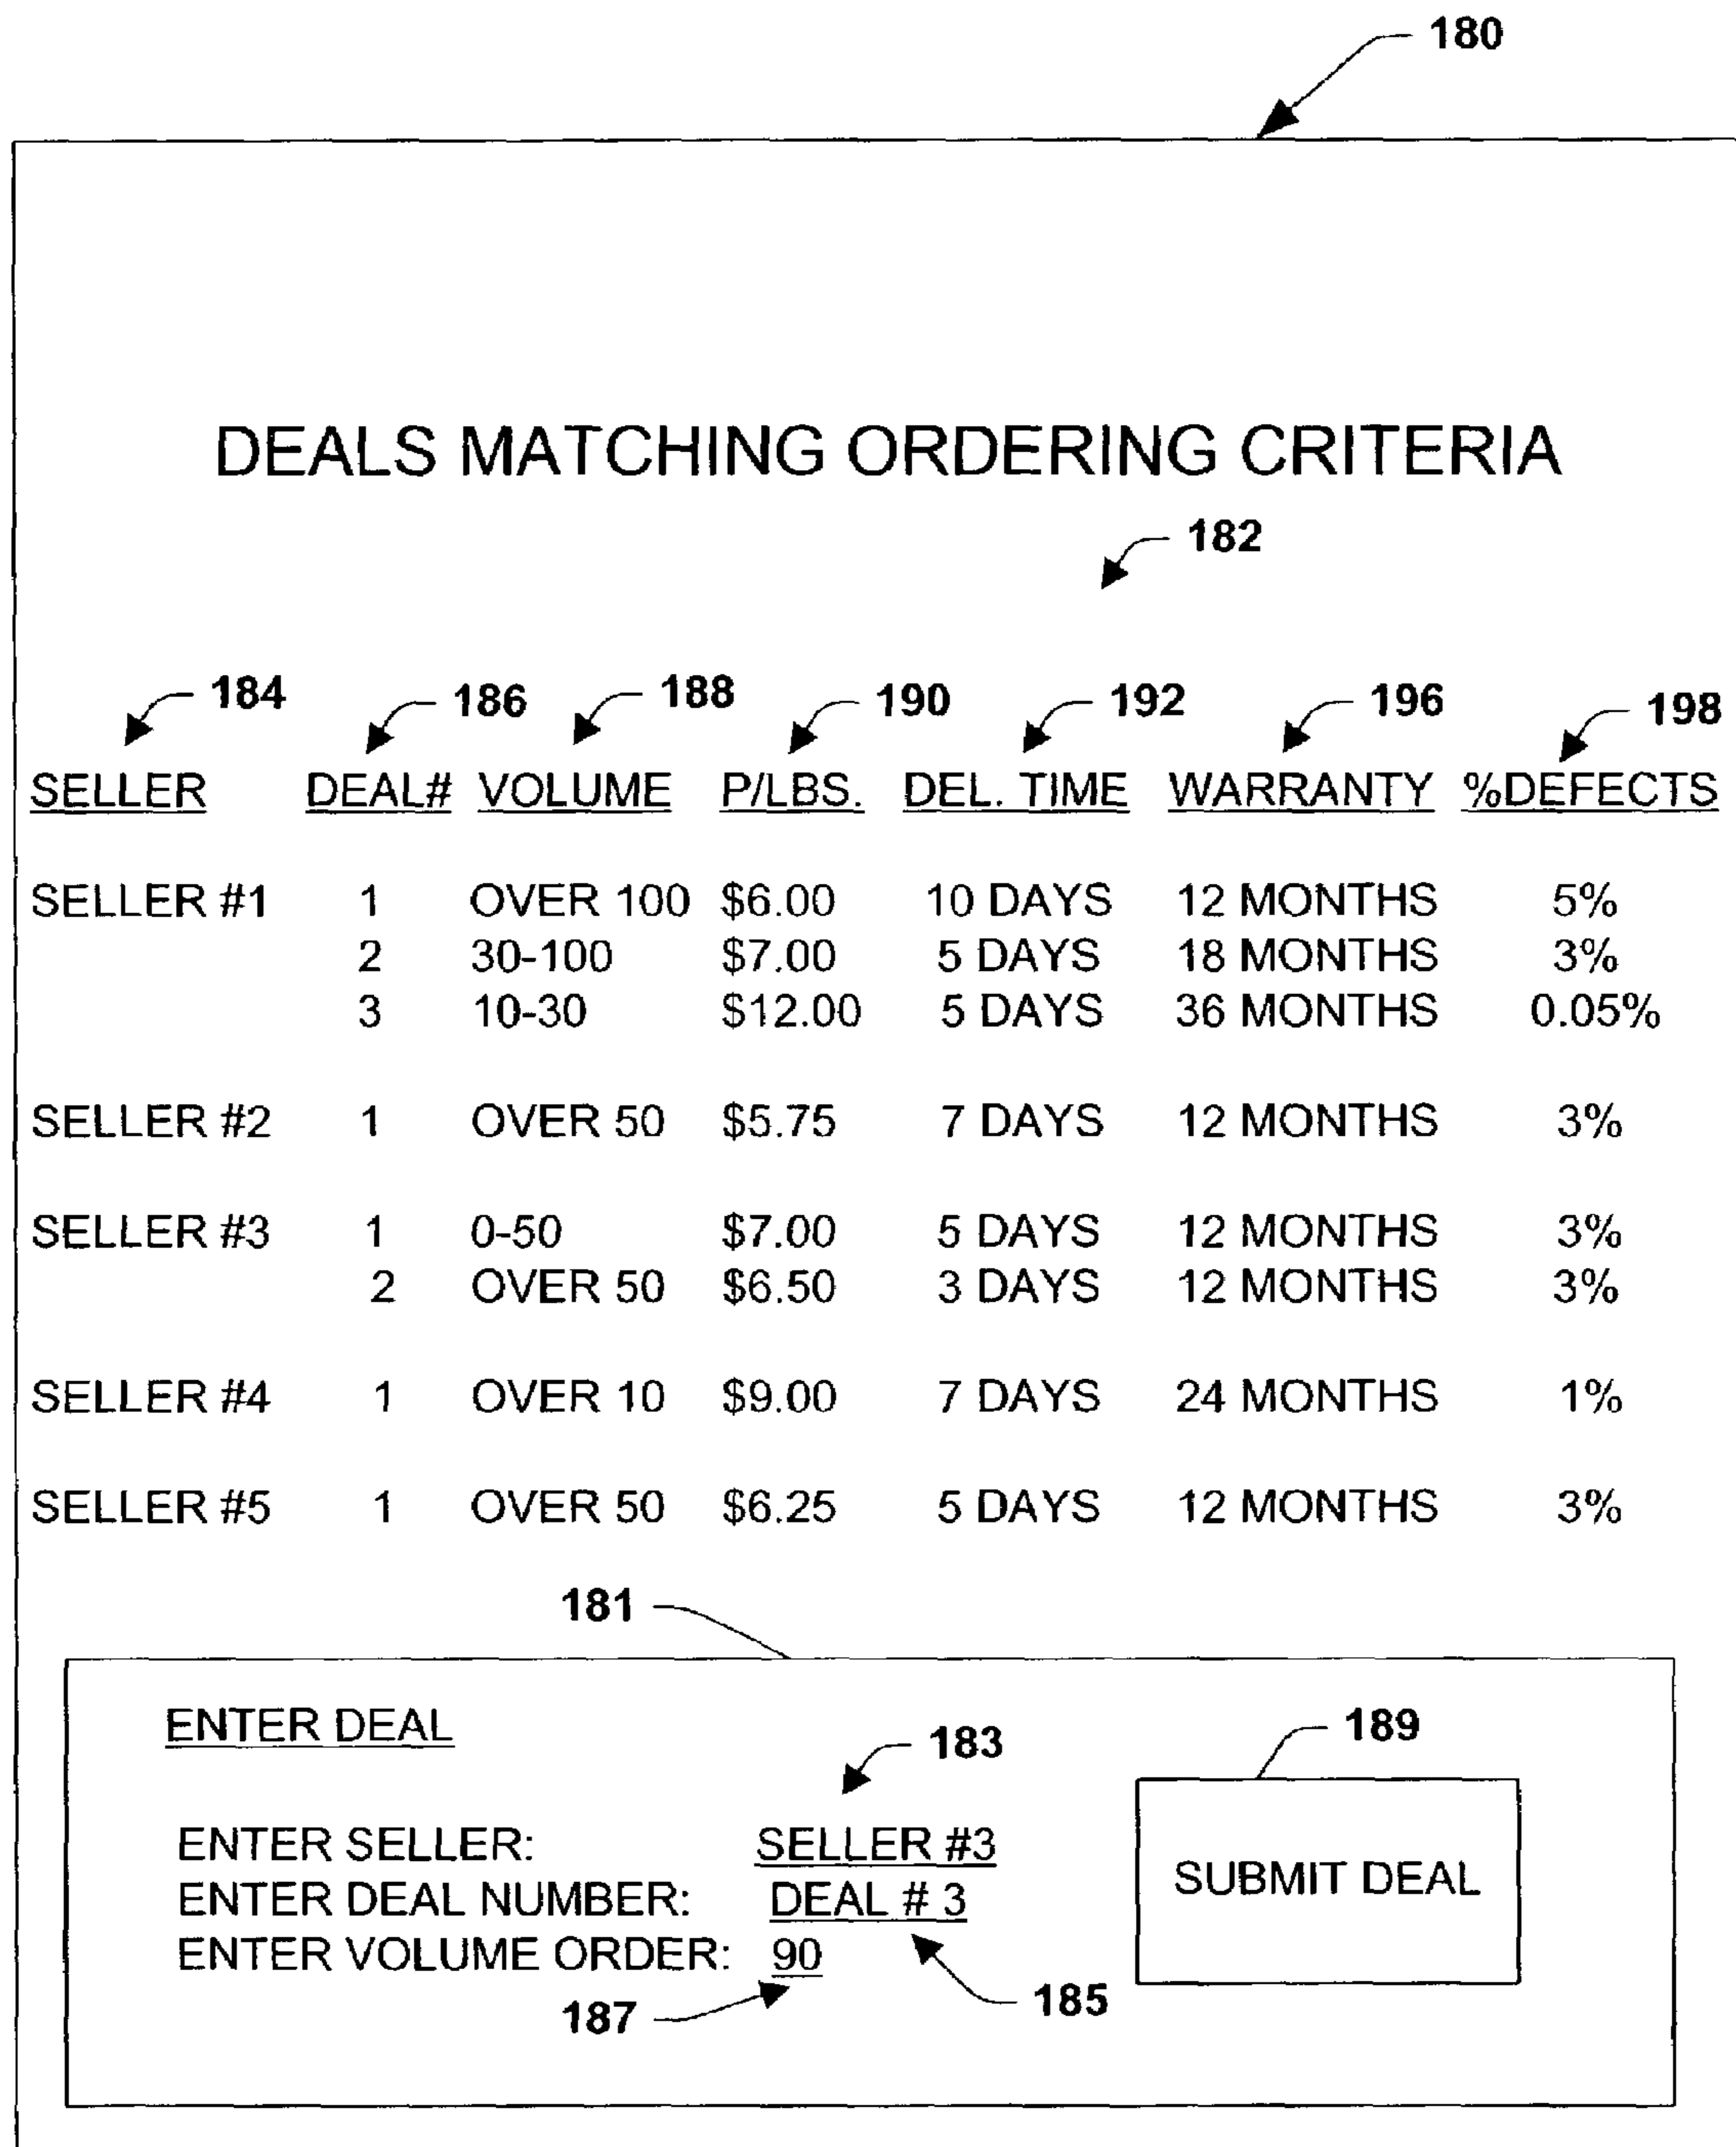 180
DEALS MATCHING ORDERING CRITERIA
182
184 186 188 190 192 196 198
SELLER DEAL# VOLUME P/LBS. DEL. TIME WARRANTY %DEFECTS
SELLER #1 1 OVER 100 $6.00 10 DAYS 12 MONTHS 5%
2 30-100 $7.00 5 DAYS 18 MONTHS 3%
3 10-30 $12.00 5 DAYS 36 MONTHS 0.05%
SELLER #2 1 OVER 50 $5.75 7 DAYS 12 MONTHS 3%
SELLER #3 1 0-50 $7.00 5 DAYS 12 MONTHS 3%
2 OVER 50 $6.50 3 DAYS 12 MONTHS 3%
SELLER #4 1 OVER 10 $9.00 7 DAYS 24 MONTHS 1%
SELLER #5 1 OVER 50 $6.25 5 DAYS 12 MONTHS 3%
181
ENTER DEAL
183
189
ENTER SELLER: SELLER #3
ENTER DEAL NUMBER: DEAL # 3
SUBMIT DEAL
ENTER VOLUME ORDER: 90
187
185